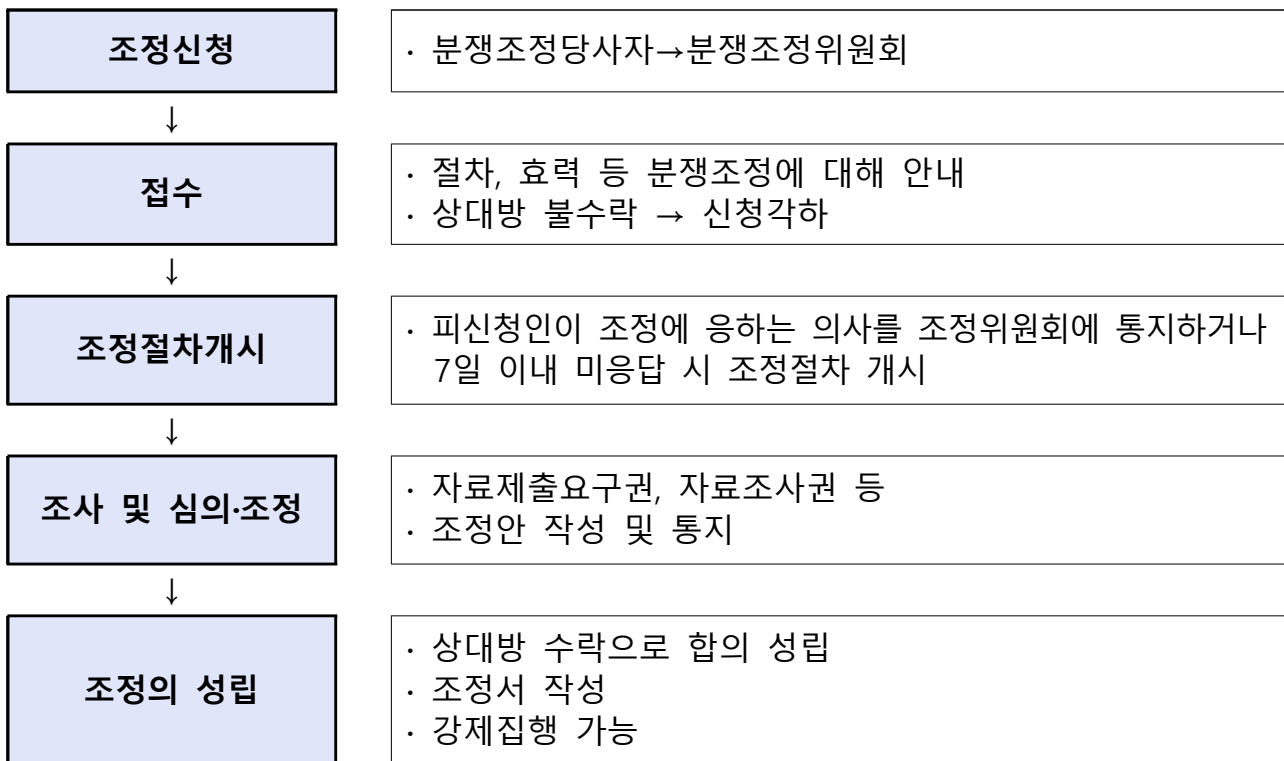 조정신청
· 분쟁조정당사자→분쟁조정위원회
↓
접수
· 절차, 효력 등 분쟁조정에 대해 안내
· 상대방 불수락 → 신청각하
↓
조정절차개시
· 피신청인이 조정에 응하는 의사를 조정위원회에 통지하거나
7일 이내 미응답 시 조정절차 개시
↓
조사 및 심의·조정
· 자료제출요구권, 자료조사권 등
· 조정안 작성 및 통지
↓
조정의 성립
· 상대방 수락으로 합의 성립
· 조정서 작성
· 강제집행 가능